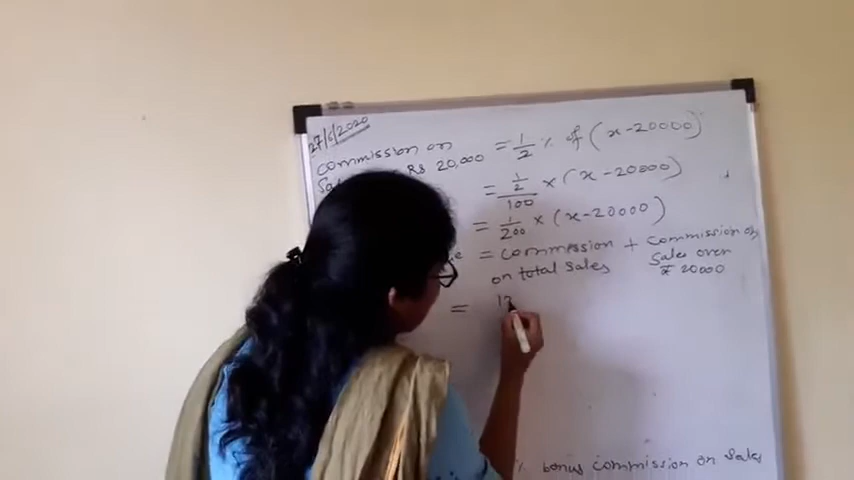 27/6/2020
commission on = 1/2 % of (x-20000)
Rs 20,000
= 1/2/100 × (x-20000)
= 1/200 × (x-20000)
= commission + commission on
on total sales sales over
₹ 20000
=
% bonus commission on sales